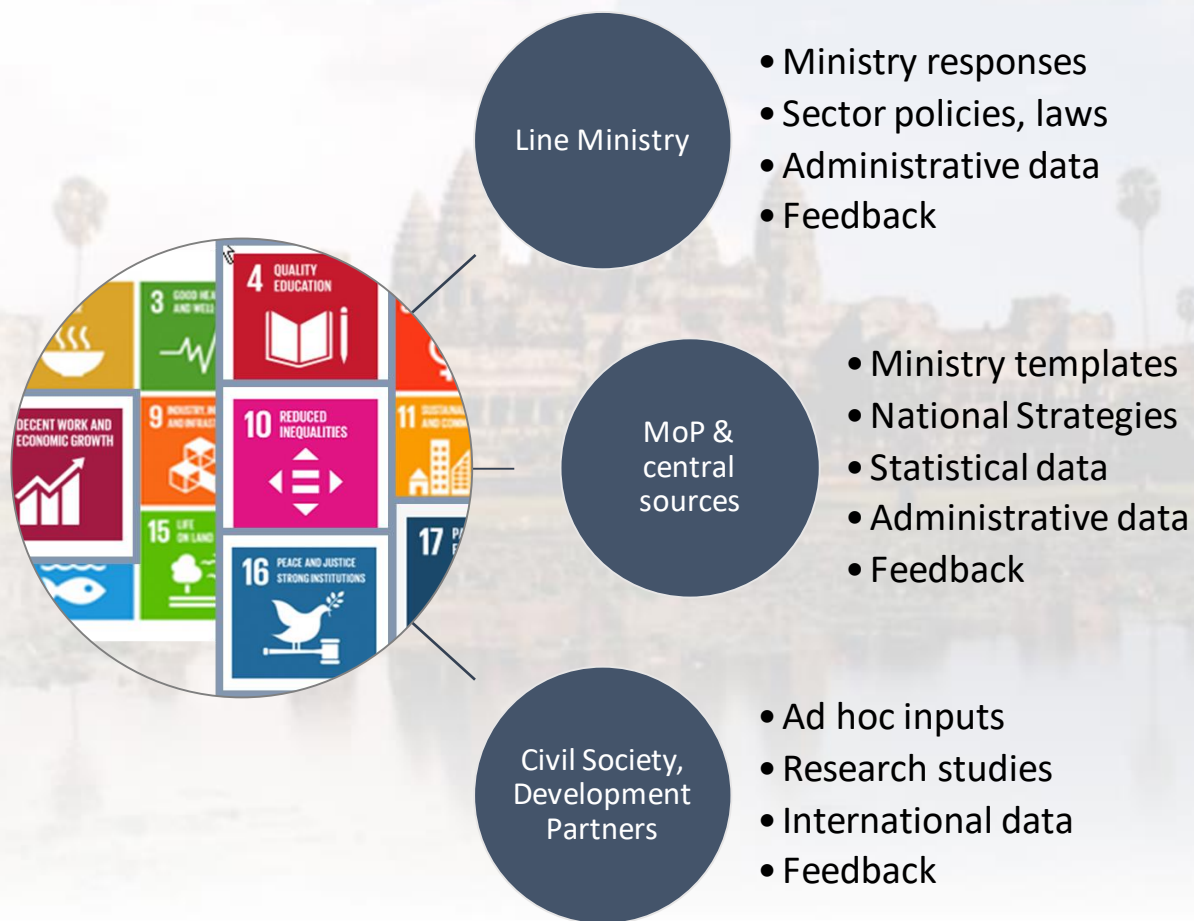 Line Ministry
• Ministry responses
• Sector policies, laws
• Administrative data
• Feedback
3 GOOD HEA
AND WELL
4 QUALITY
EDUCATION
DECENT WORK AND
ECONOMIC GROWTH
9 INDUSTRY, IN
AND INFRAST
10 REDUCED
INEQUALITIES
11 SUSTAINA
AND COMM
15 LIFE
ON LAND
16 PEACE AND JUSTICE
STRONG INSTITUTIONS
17
MoP &
central
sources
• Ministry templates
• National Strategies
• Statistical data
• Administrative data
• Feedback
Civil Society,
Development
Partners
• Ad hoc inputs
• Research studies
• International data
• Feedback